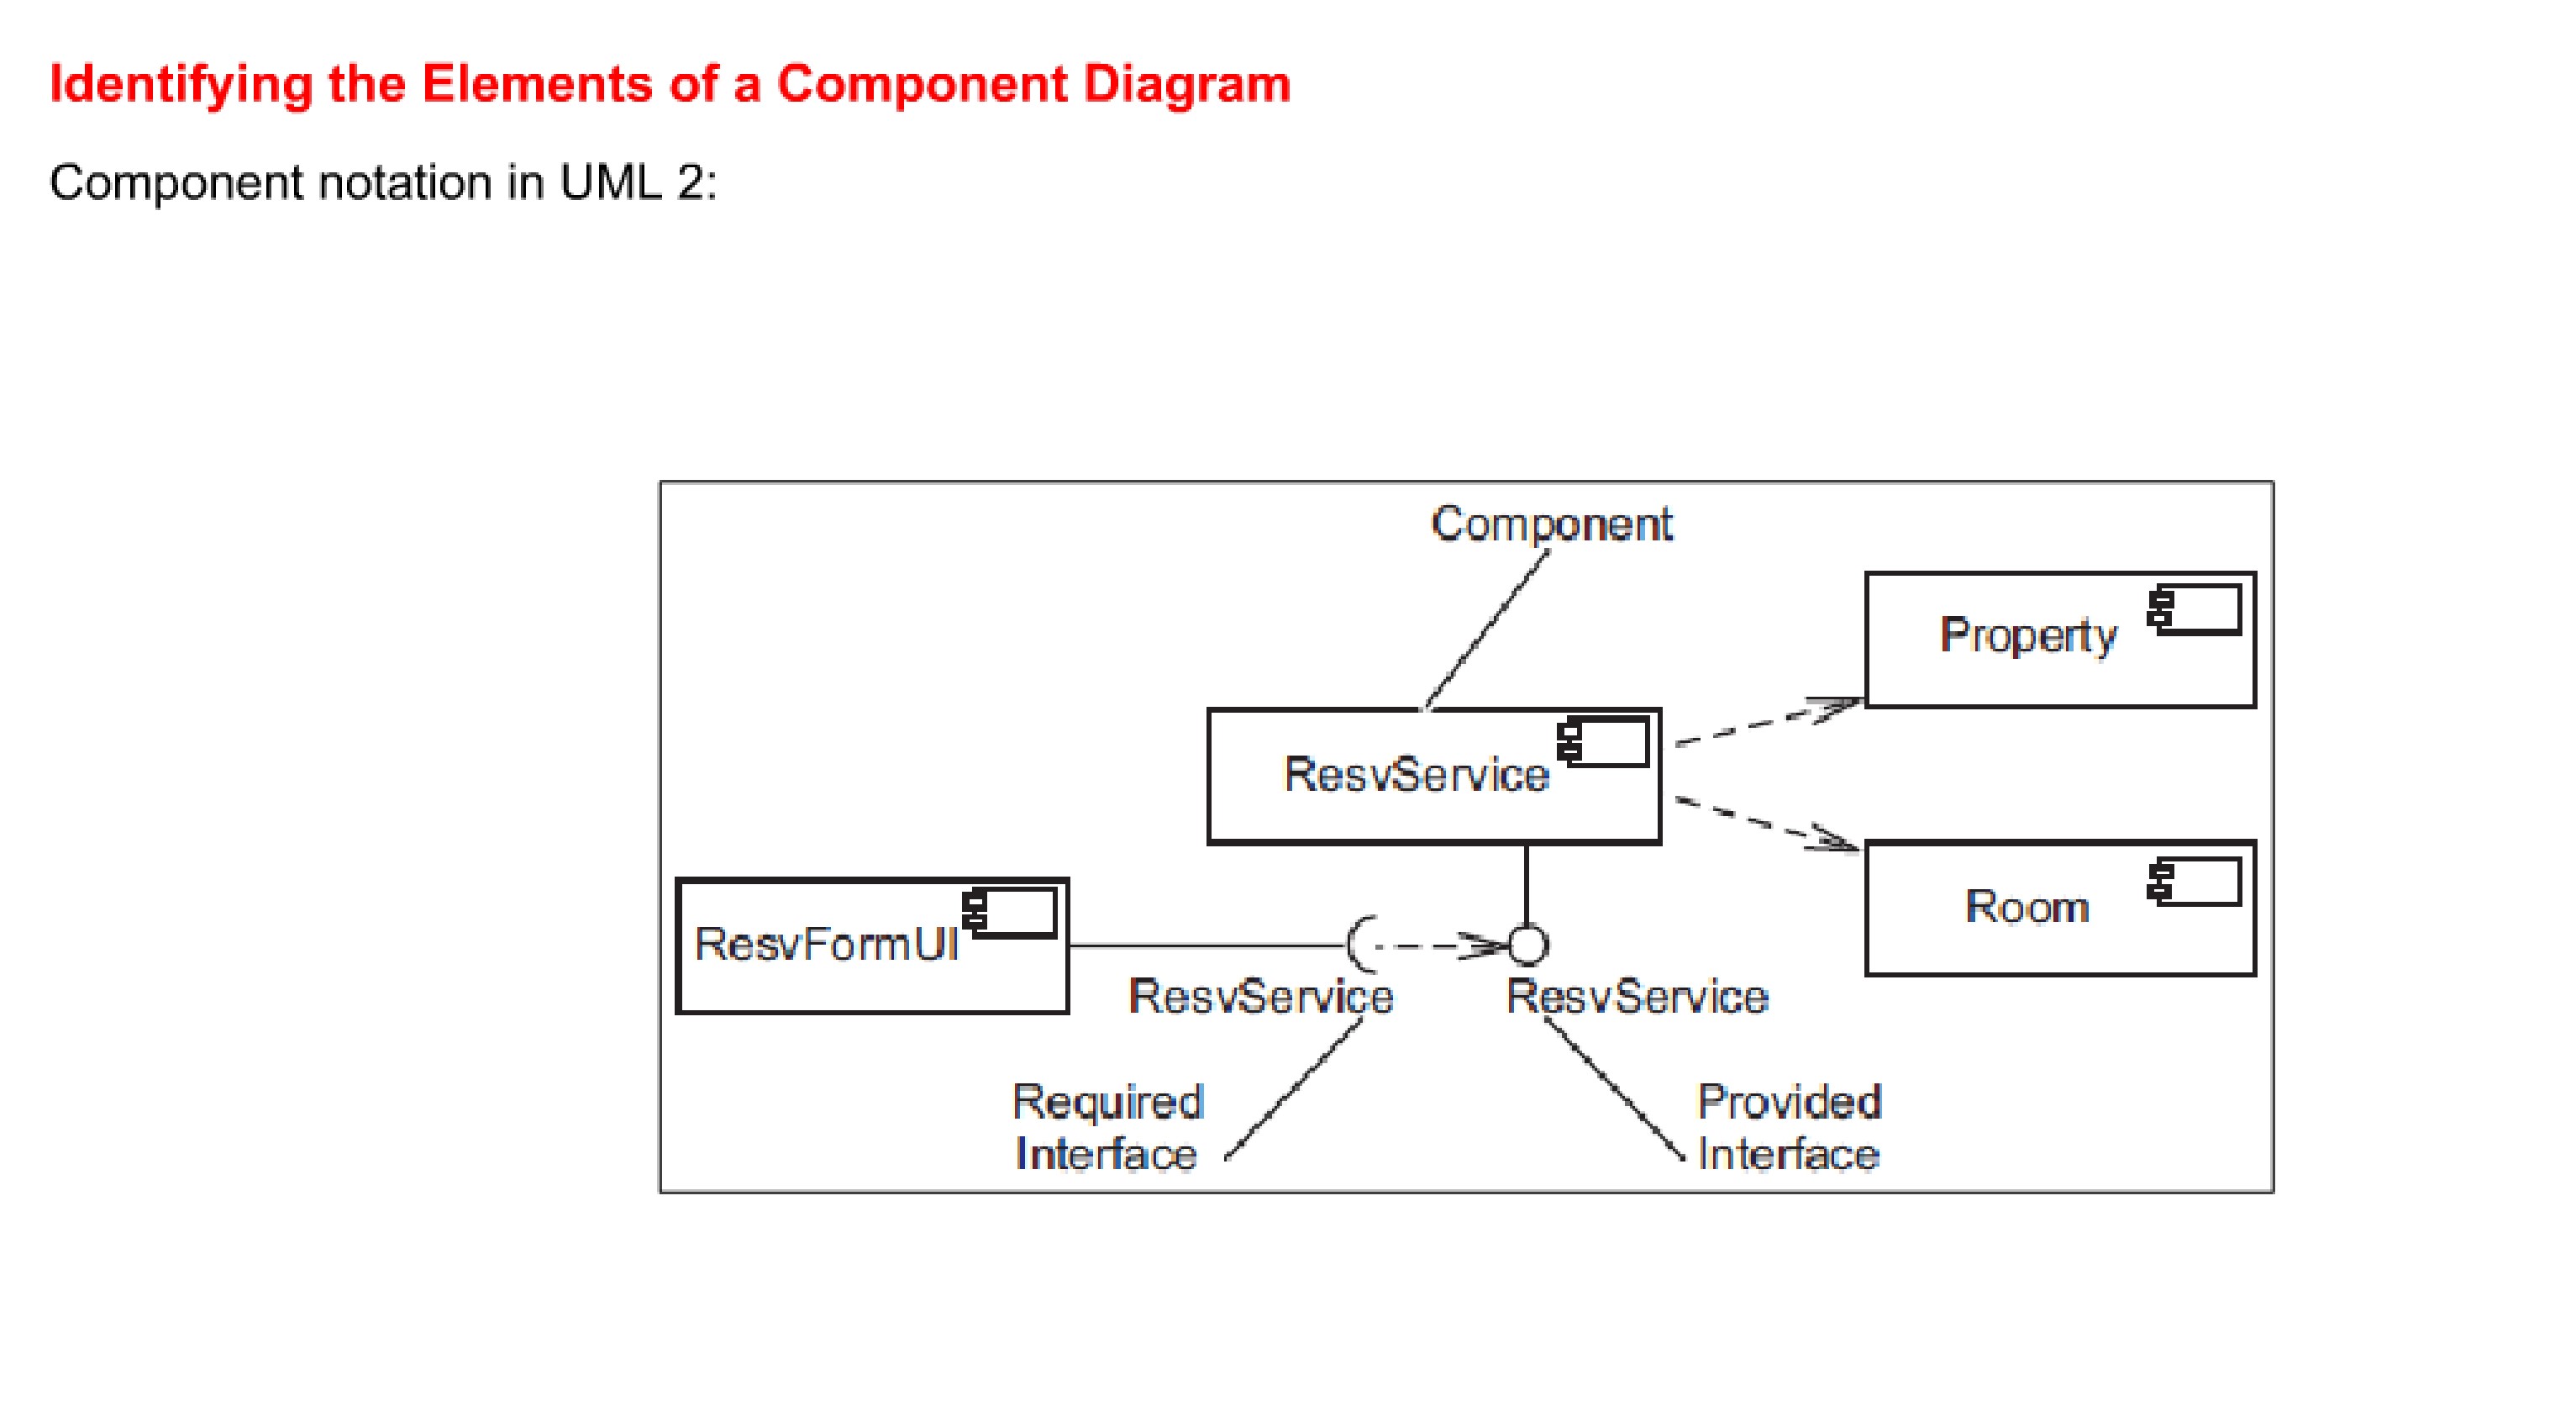 Identifying the Elements of a Component Diagram
Component notation in UML 2:
Component
Property
ResvService
Room
ResvFormUI
ResvService
ResvService
Required
Interface
Provided
Interface